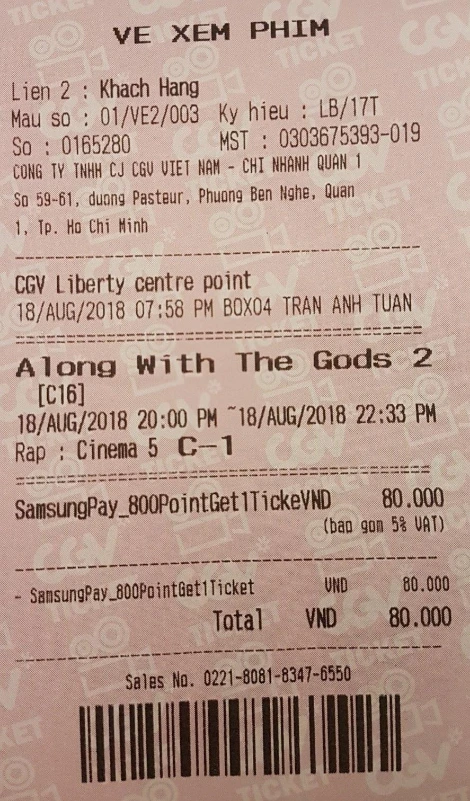 VE XEM PHIM
Lien 2 : Khach Hang
Mau so : 01/VE2/003 Ky hieu : LB/17T
So : 0165280 MST : 0303675393-019
CONG TY TNHH CJ CGV VIET NAM - CHI NHANH QUAN 1
So 59-61, duong Pasteur, Phuong Ben Nghe, Quan
1, Tp. Ho Chi Minh
CGV Liberty centre point
18/AUG/2018 07:58 PM BOX04 TRAN ANH TUAN
Along With The Gods 2
[C16]
18/AUG/2018 20:00 PM ~18/AUG/2018 22:33 PM
Rap : Cinema 5 C-1
SamsungPay_800PointGet1TickeVND 80.000
(bao gom 5% VAT)
- SamsungPay_800PointGet1Ticket VND 80.000
Total VND 80.000
Sales No. 0221-8081-8347-6550